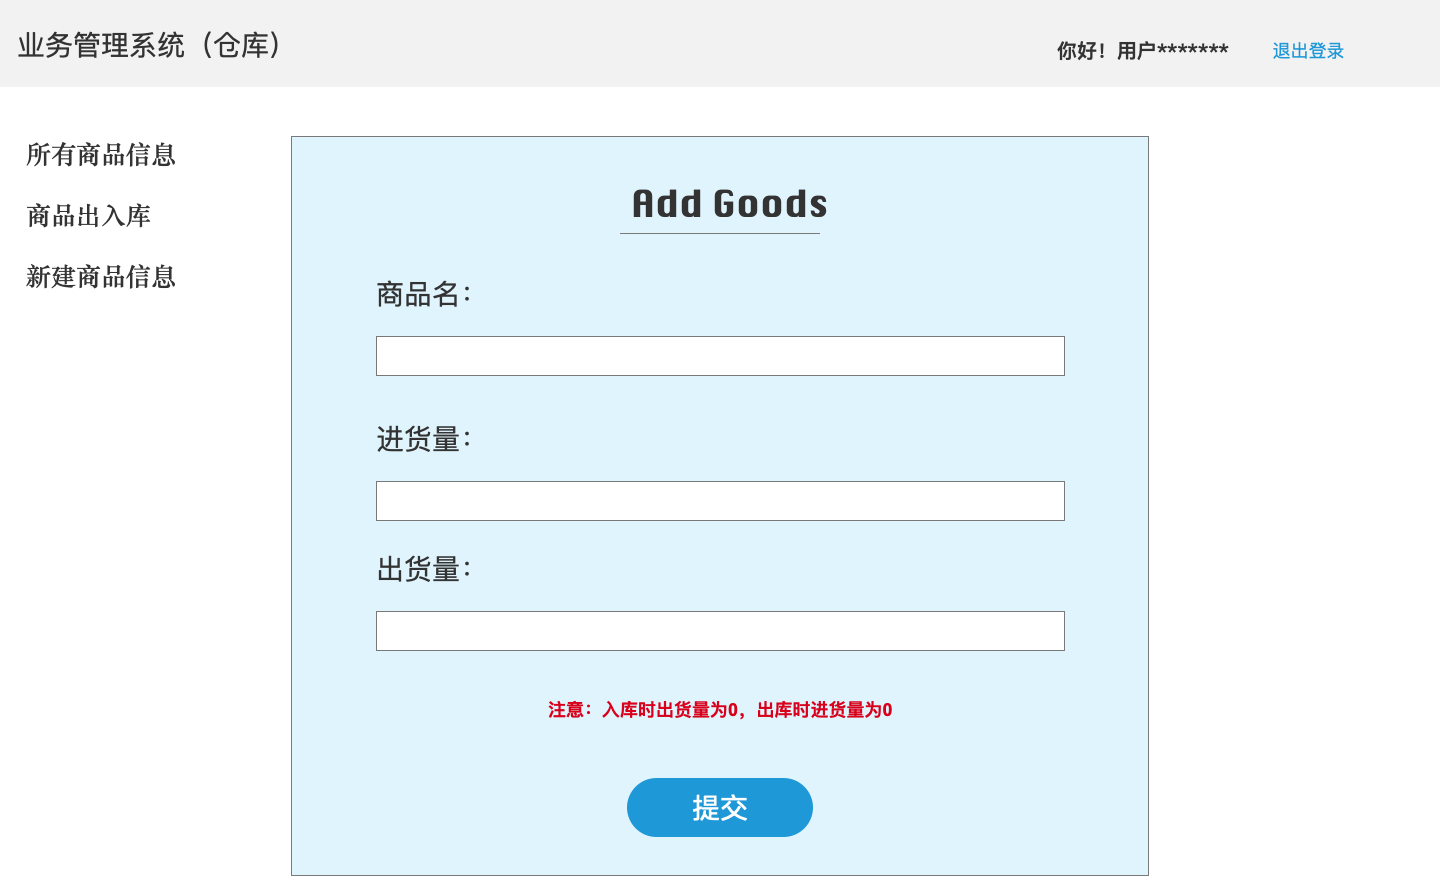 业务管理系统（仓库）
你好！用户*******
退出登录
所有商品信息
商品出入库
新建商品信息
Add Goods
商品名：
进货量：
出货量：
注意：入库时出货量为0，出库时进货量为0
提交